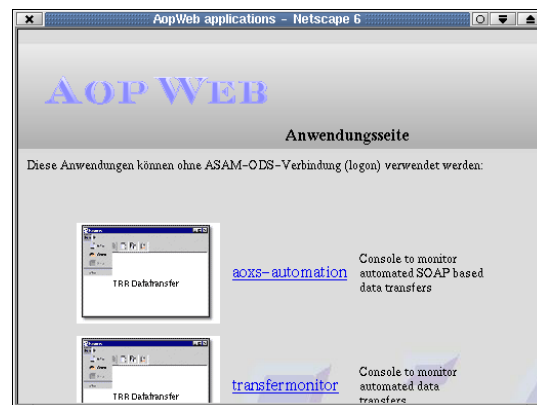 AopWeb applications - Netscape 6
AOP WEB
Anwendungsseite
Diese Anwendungen können ohne ASAM-ODS-Verbindung (logon) verwendet werden:
TRR Datatransfer
aoxs-automation
Console to monitor
automated SOAP based
data transfers
TRR Datatransfer
transfermonitor
Console to monitor
automated data
transfers